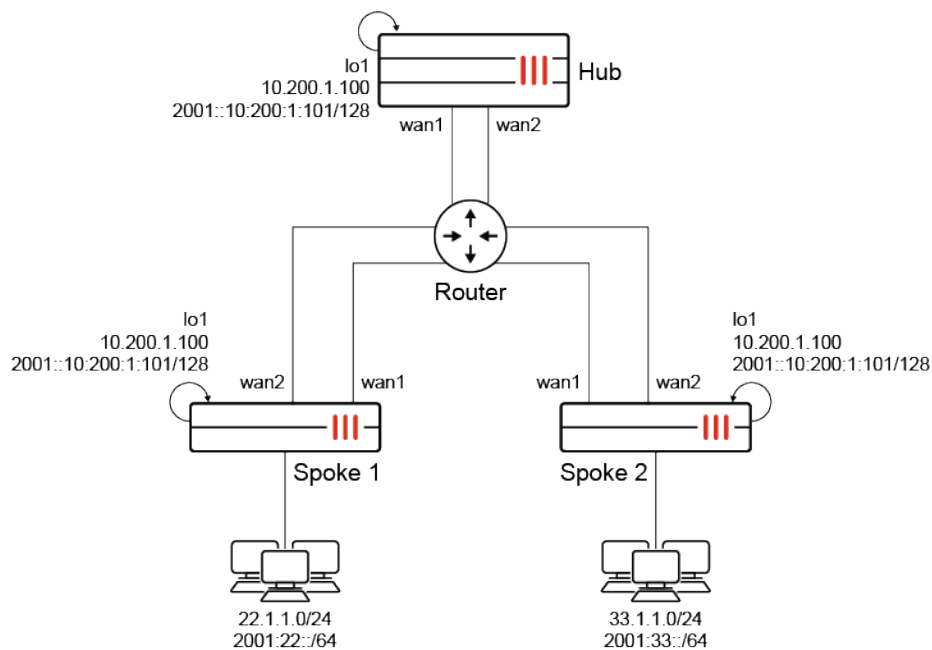 lo1
10.200.1.100
2001::10:200:1:101/128
Hub
wan1
wan2
Router
lo1
10.200.1.100
2001::10:200:1:101/128
wan2
wan1
Spoke 1
lo1
10.200.1.100
2001::10:200:1:101/128
wan1
wan2
Spoke 2
22.1.1.0/24
2001:22::/64
33.1.1.0/24
2001:33::/64